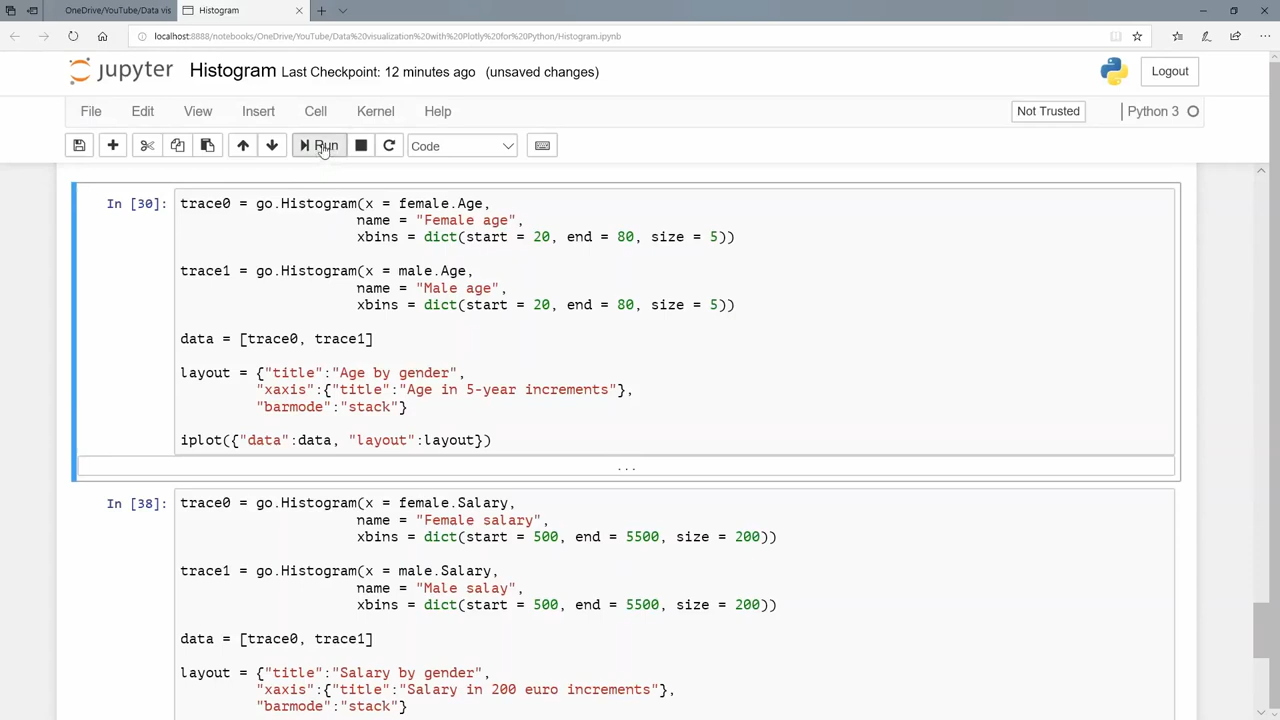 OneDrive/YouTube/Data vis
Histogram
localhost:8888/notebooks/OneDrive/YouTube/Data%20visualization%20with%20Plotly%20for%20Python/Histogram.ipynb
jupyter Histogram Last Checkpoint: 12 minutes ago (unsaved changes) Logout
File Edit View Insert Cell Kernel Help Not Trusted Python 3
Run Code
In [30]: trace0 = go.Histogram(x = female.Age,
name = "Female age",
xbins = dict(start = 20, end = 80, size = 5))
trace1 = go.Histogram(x = male.Age,
name = "Male age",
xbins = dict(start = 20, end = 80, size = 5))
data = [trace0, trace1]
layout = {"title":"Age by gender",
"xaxis":{"title":"Age in 5-year increments"},
"barmode":"stack"}
iplot({"data":data, "layout":layout})
...
In [38]: trace0 = go.Histogram(x = female.Salary,
name = "Female salary",
xbins = dict(start = 500, end = 5500, size = 200))
trace1 = go.Histogram(x = male.Salary,
name = "Male salay",
xbins = dict(start = 500, end = 5500, size = 200))
data = [trace0, trace1]
layout = {"title":"Salary by gender",
"xaxis":{"title":"Salary in 200 euro increments"},
"barmode":"stack"}